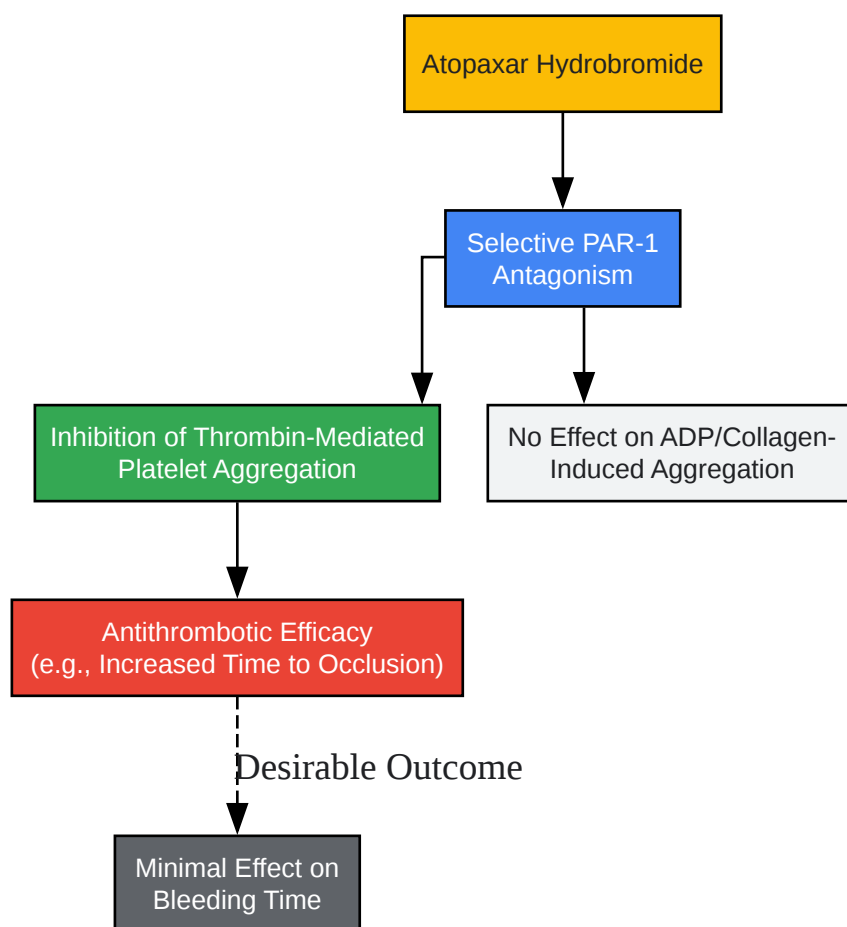 Atopaxar Hydrobromide
Selective PAR-1
Antagonism
Inhibition of Thrombin-Mediated
Platelet Aggregation
No Effect on ADP/Collagen-
Induced Aggregation
Antithrombotic Efficacy
(e.g., Increased Time to Occlusion)
Desirable Outcome
Minimal Effect on
Bleeding Time